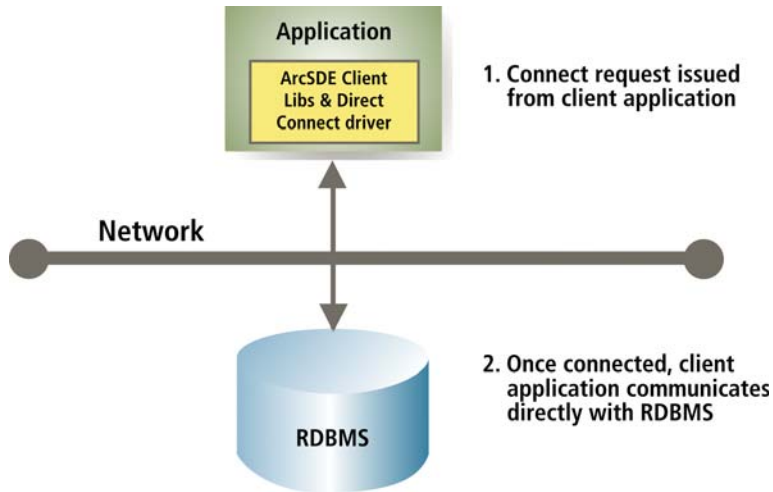 Application
ArcSDE Client
Libs & Direct
Connect driver
1. Connect request issued
from client application
Network
2. Once connected, client
application communicates
directly with RDBMS
RDBMS